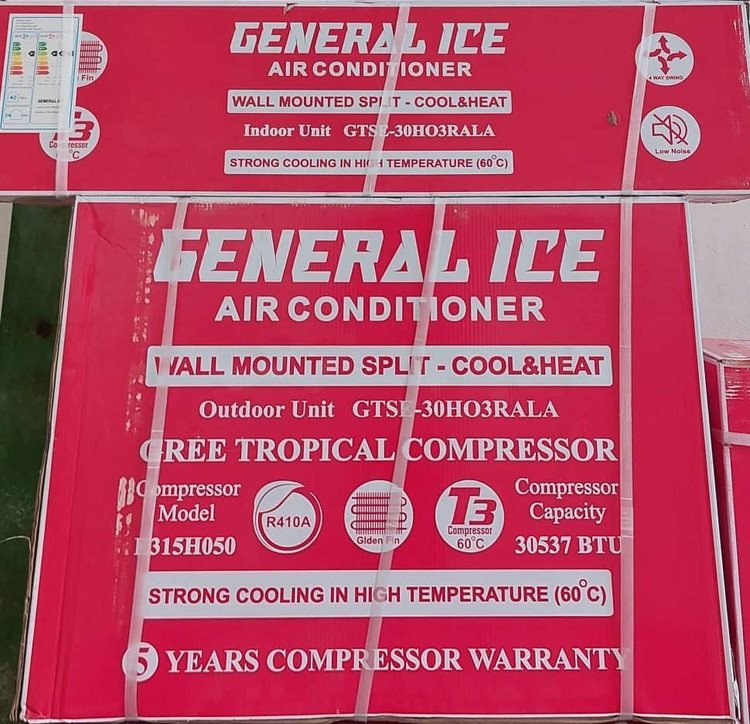 GENERAL ICE
AIR CONDITIONER
WALL MOUNTED SPLIT - COOL&HEAT
Indoor Unit GTSE-30HO3RALA
STRONG COOLING IN HIGH TEMPERATURE (60°C)
Fin
T3
Compressor
°C
4 WAY SWING
Low Noise
GENERAL ICE
AIR CONDITIONER
WALL MOUNTED SPLIT - COOL&HEAT
Outdoor Unit GTSE-30HO3RALA
GREE TROPICAL COMPRESSOR
Compressor
Model
315H050
R410A
Glden Fin
T3
Compressor
60°C
Compressor
Capacity
30537 BTU
STRONG COOLING IN HIGH TEMPERATURE (60°C)
5 YEARS COMPRESSOR WARRANTY